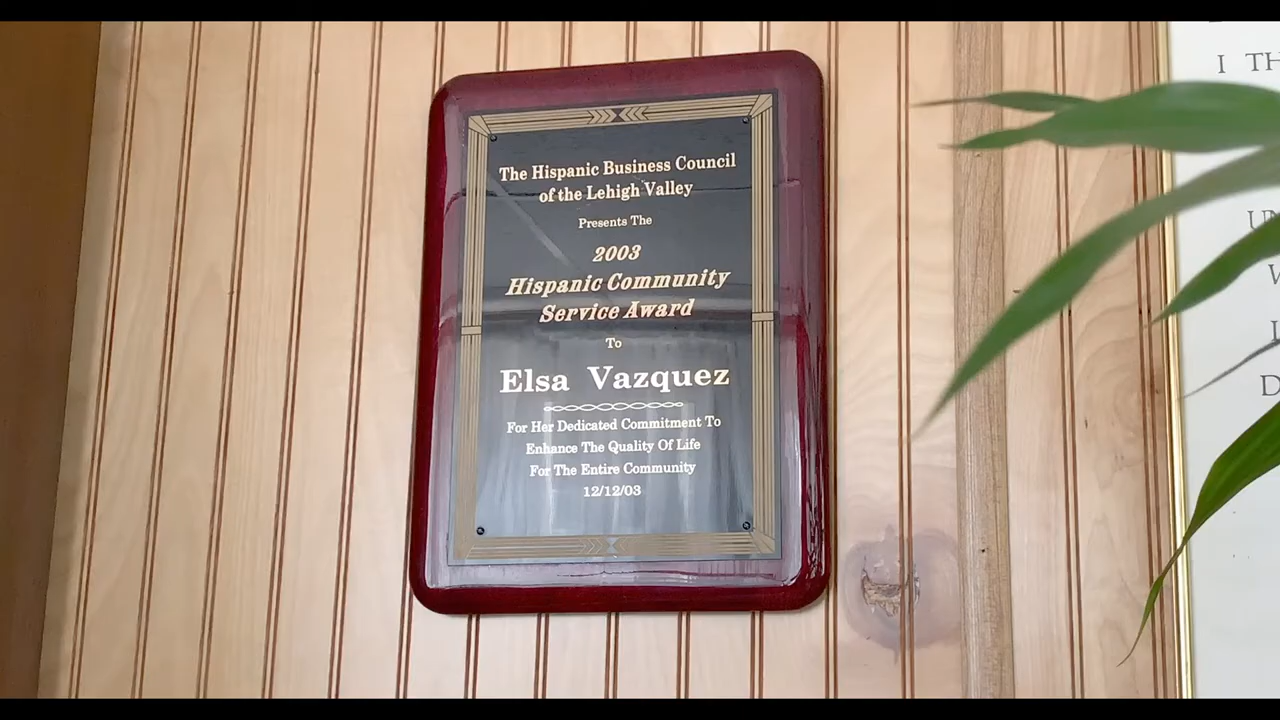 The Hispanic Business Council
of the Lehigh Valley
Presents The
2003
Hispanic Community
Service Award
To
Elsa Vazquez
For Her Dedicated Commitment To
Enhance The Quality Of Life
For The Entire Community
12/12/03
I